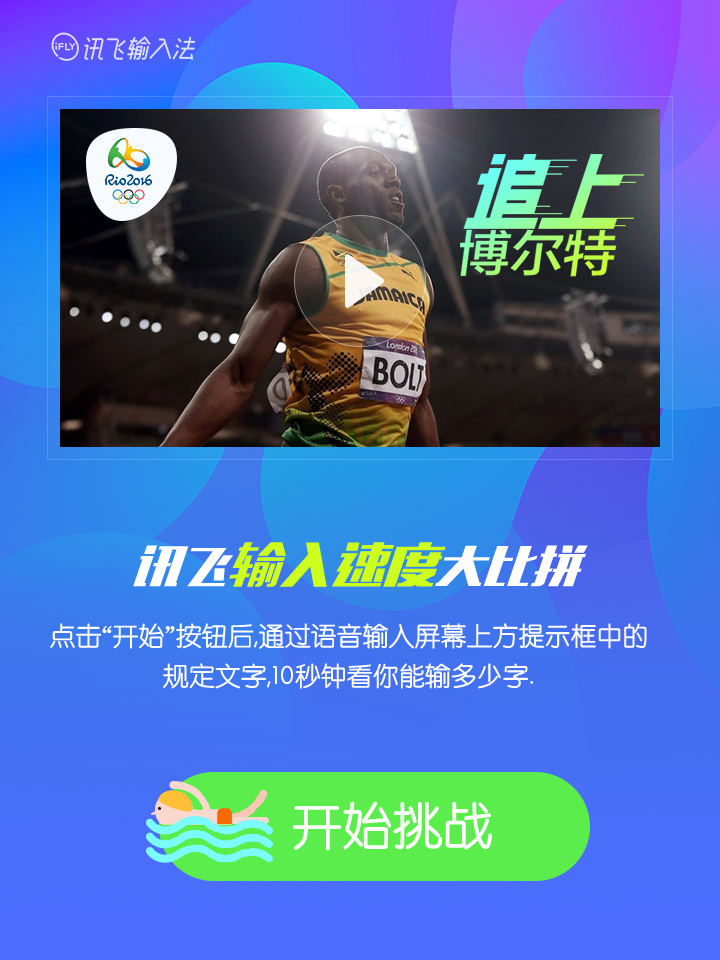 iFLY 讯飞输入法
Rio2016
追上
博尔特
JAMAICA
London 2012
BOLT
讯飞输入速度大比拼
点击“开始”按钮后,通过语音输入屏幕上方提示框中的
规定文字,10秒钟看你能输多少字.
开始挑战